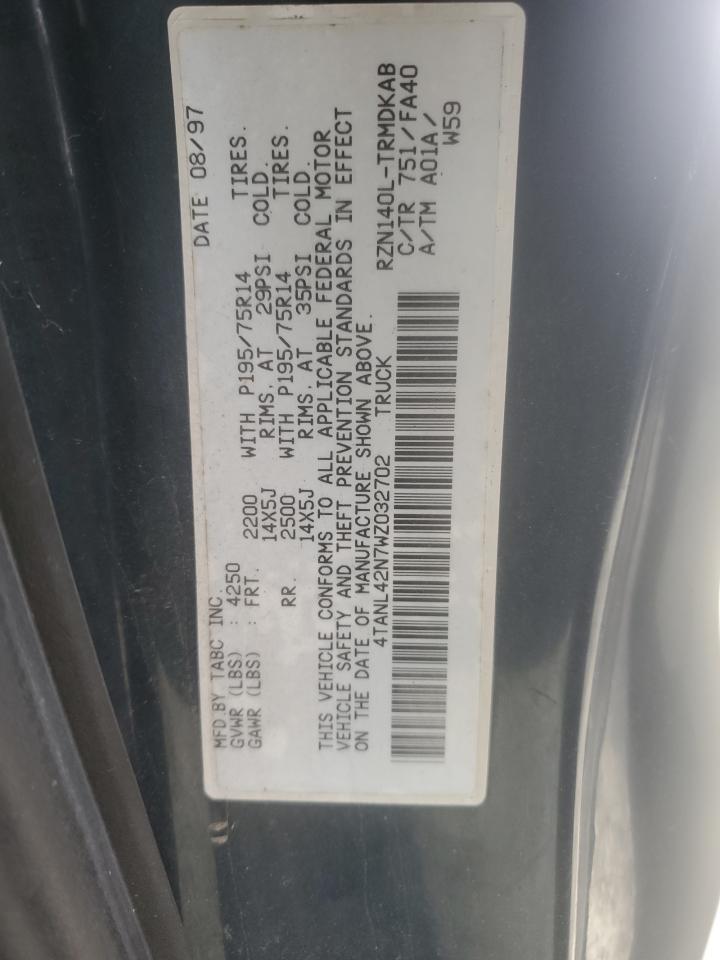 MFD.BY TABC INC. DATE 08/97
GVWR (LBS) : 4250
GAWR (LBS) : FRT. 2200 WITH P195/75R14 TIRES.
14X5J RIMS. AT 29PSI COLD.
RR. 2500 WITH P195/75R14 TIRES.
14X5J RIMS. AT 35PSI COLD.
THIS VEHICLE CONFORMS TO ALL APPLICABLE FEDERAL MOTOR
VEHICLE SAFETY AND THEFT PREVENTION STANDARDS IN EFFECT
ON THE DATE OF MANUFACTURE SHOWN ABOVE.
4TANL42N7WZ032702 TRUCK
RZN140L-TRMDKAB
C/TR 751/FA40
A/TM A01A/
W59